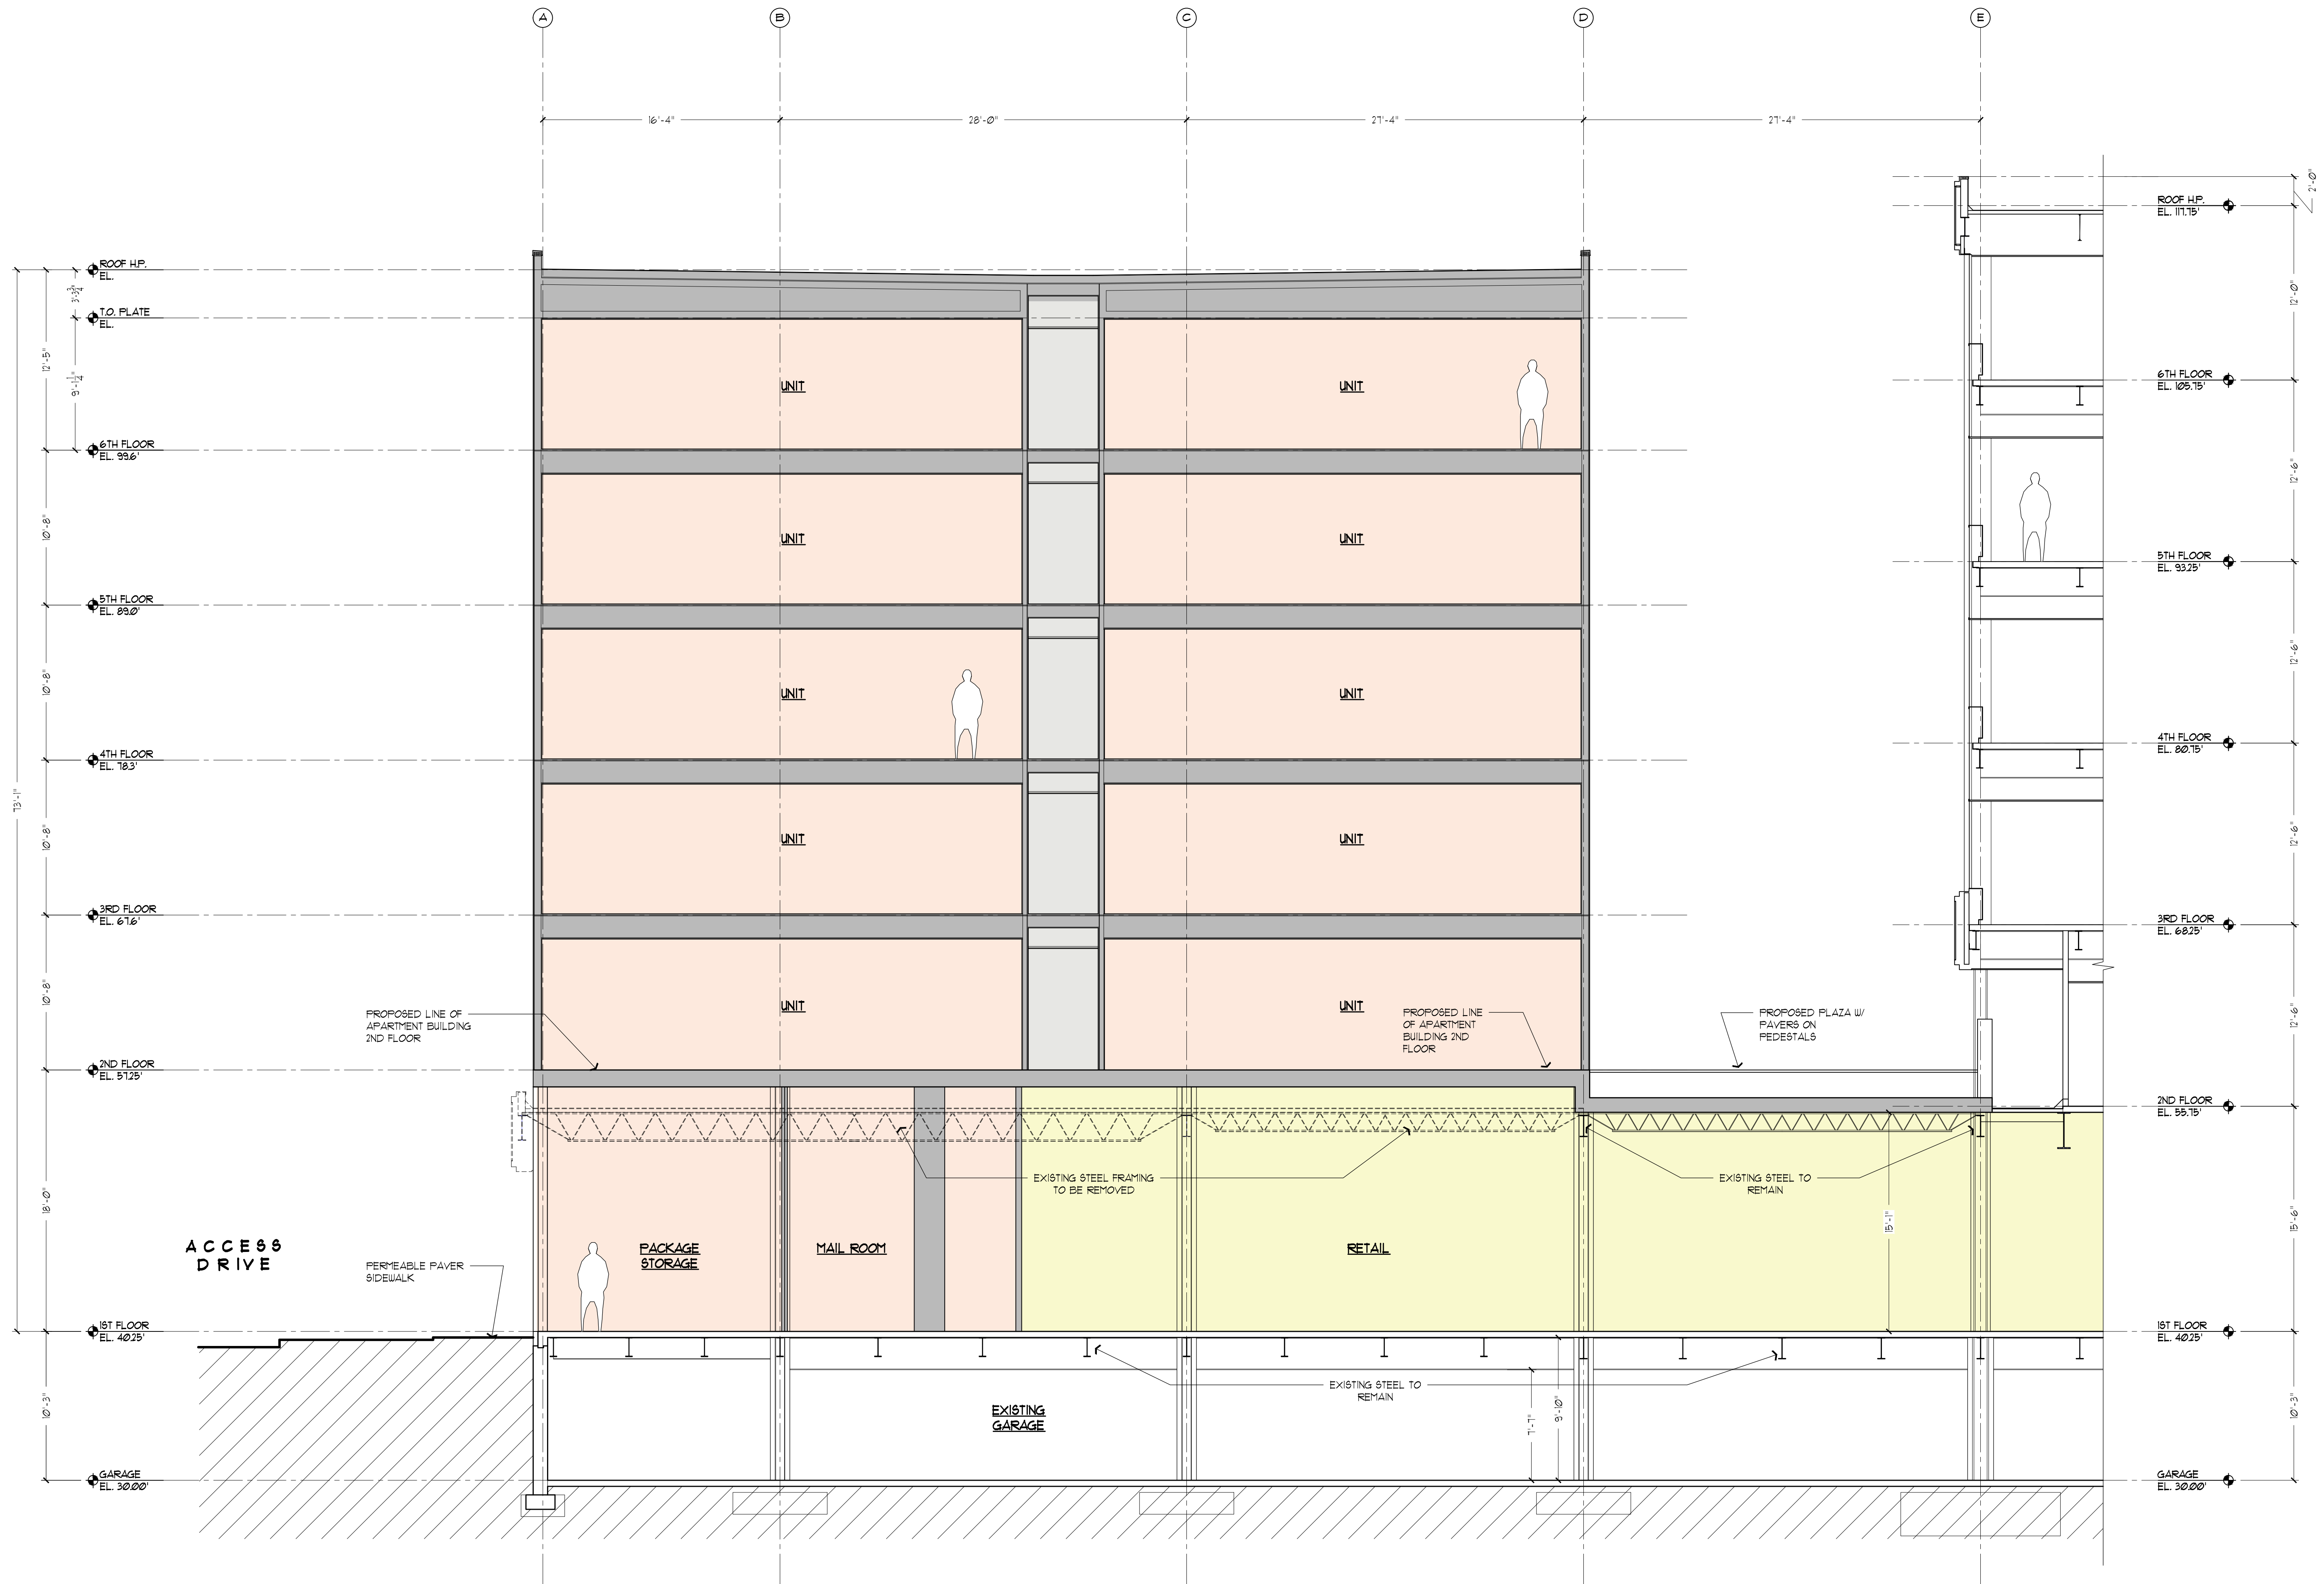 A B C D E
16'-4" 28'-0" 27'-4" 27'-4"
2'-0"
ROOF H.P.
EL. 117.75'
12'-0"
ROOF H.P.
EL.
3'-3 3/4"
T.O. PLATE
EL.
12'-5"
9'-1 1/4"
UNIT UNIT
6TH FLOOR
EL. 105.75'
6TH FLOOR
EL. 99.6'
12'-6"
10'-8"
UNIT UNIT
5TH FLOOR
EL. 93.25'
5TH FLOOR
EL. 89.0'
12'-6"
10'-8"
UNIT UNIT
4TH FLOOR
EL. 80.75'
4TH FLOOR
EL. 78.3'
73'-1"
12'-6"
10'-8"
UNIT UNIT
3RD FLOOR
EL. 67.6'
3RD FLOOR
EL. 68.25'
10'-8"
12'-6"
UNIT UNIT
PROPOSED LINE OF
APARTMENT BUILDING
2ND FLOOR
PROPOSED LINE
OF APARTMENT
BUILDING 2ND
FLOOR
PROPOSED PLAZA W/
PAVERS ON
PEDESTALS
2ND FLOOR
EL. 57.25'
2ND FLOOR
EL. 55.75'
EXISTING STEEL FRAMING
TO BE REMOVED
EXISTING STEEL TO
REMAIN
18'-0"
15'-1"
15'-6"
ACCESS
DRIVE
PACKAGE
STORAGE
MAIL ROOM
RETAIL
PERMEABLE PAVER
SIDEWALK
1ST FLOOR
EL. 40.25'
1ST FLOOR
EL. 40.25'
EXISTING STEEL TO
REMAIN
10'-3"
EXISTING
GARAGE
7'-7"
9'-10"
10'-3"
GARAGE
EL. 30.00'
GARAGE
EL. 30.00'